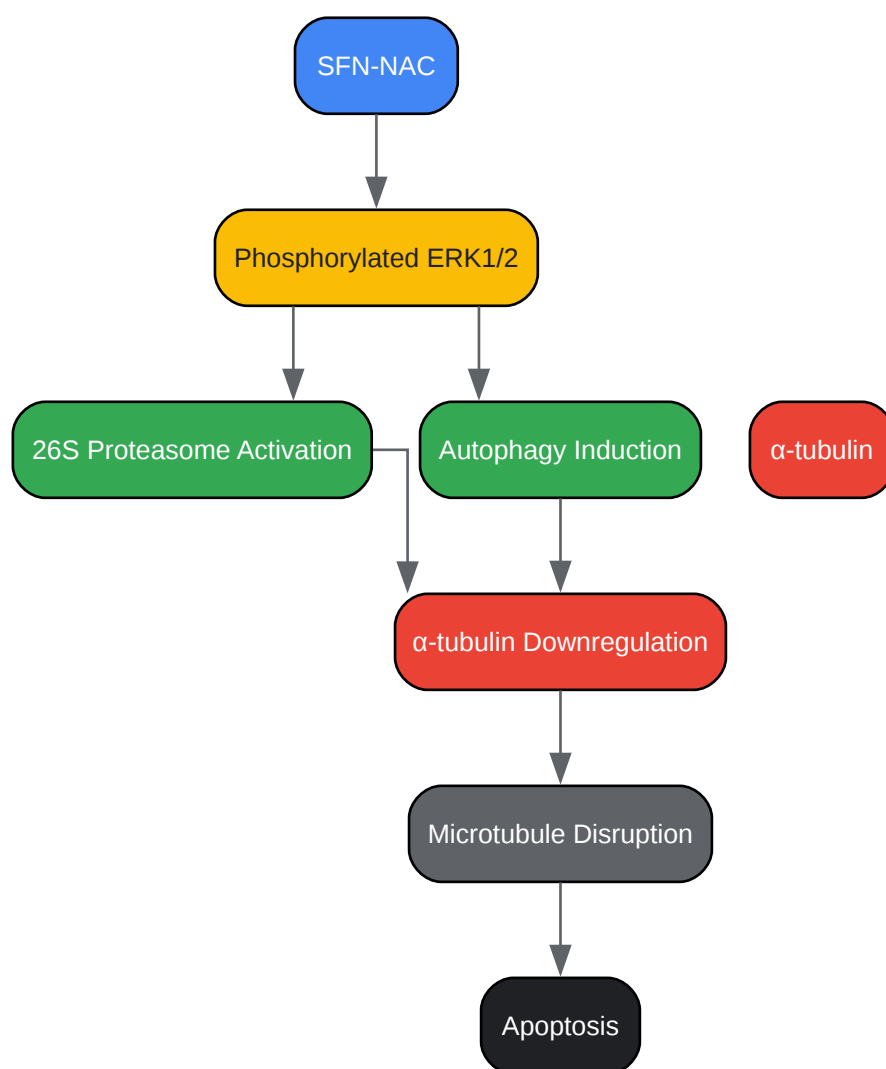 SFN-NAC
Phosphorylated ERK1/2
26S Proteasome Activation
Autophagy Induction
α-tubulin
α-tubulin Downregulation
Microtubule Disruption
Apoptosis